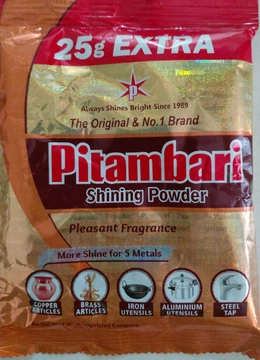 25g EXTRA
P
Always Shines Bright Since 1989
The Original & No.1 Brand
Pitambari
Shining Powder
Pleasant Fragrance
More Shine for 5 Metals
COPPER ARTICLES
BRASS ARTICLES
IRON UTENSILS
ALUMINIUM UTENSILS
STEEL TAP